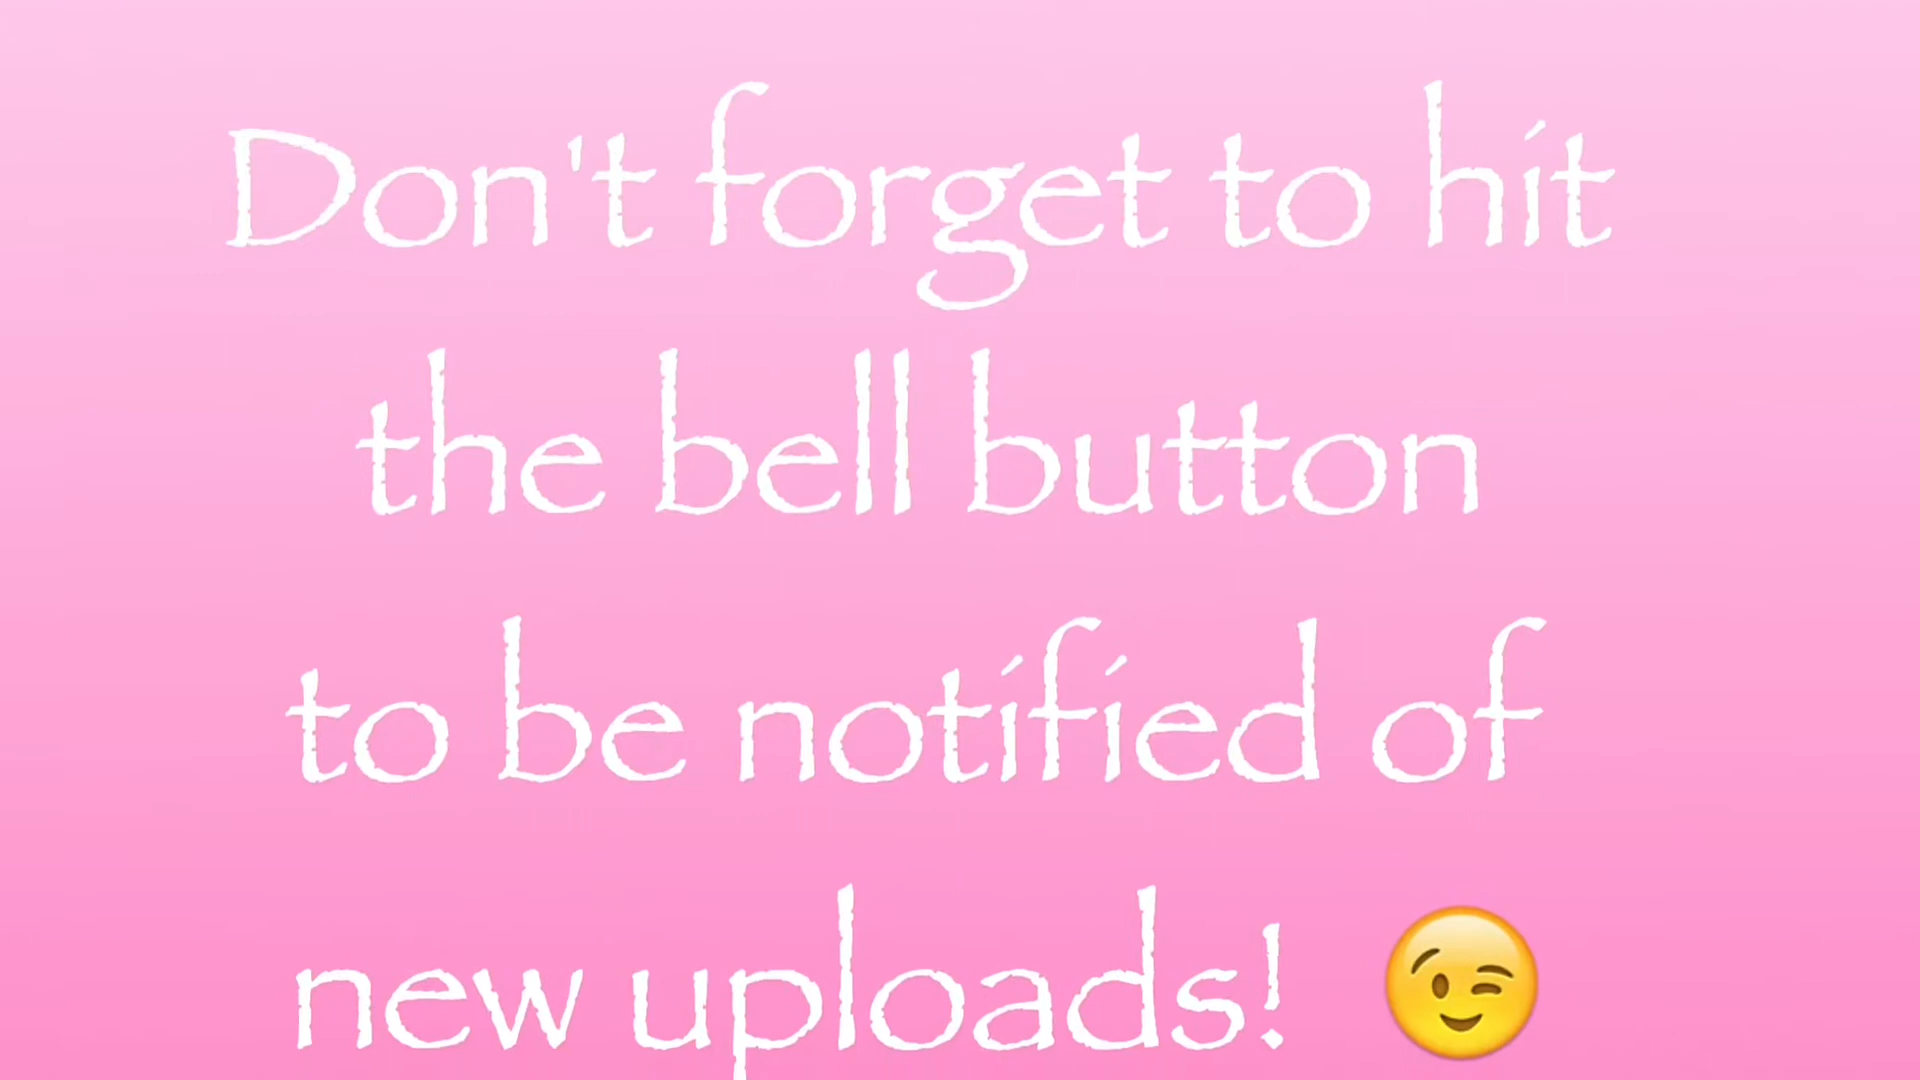 Don't forget to hit
the bell button
to be notified of
new uploads! 😉